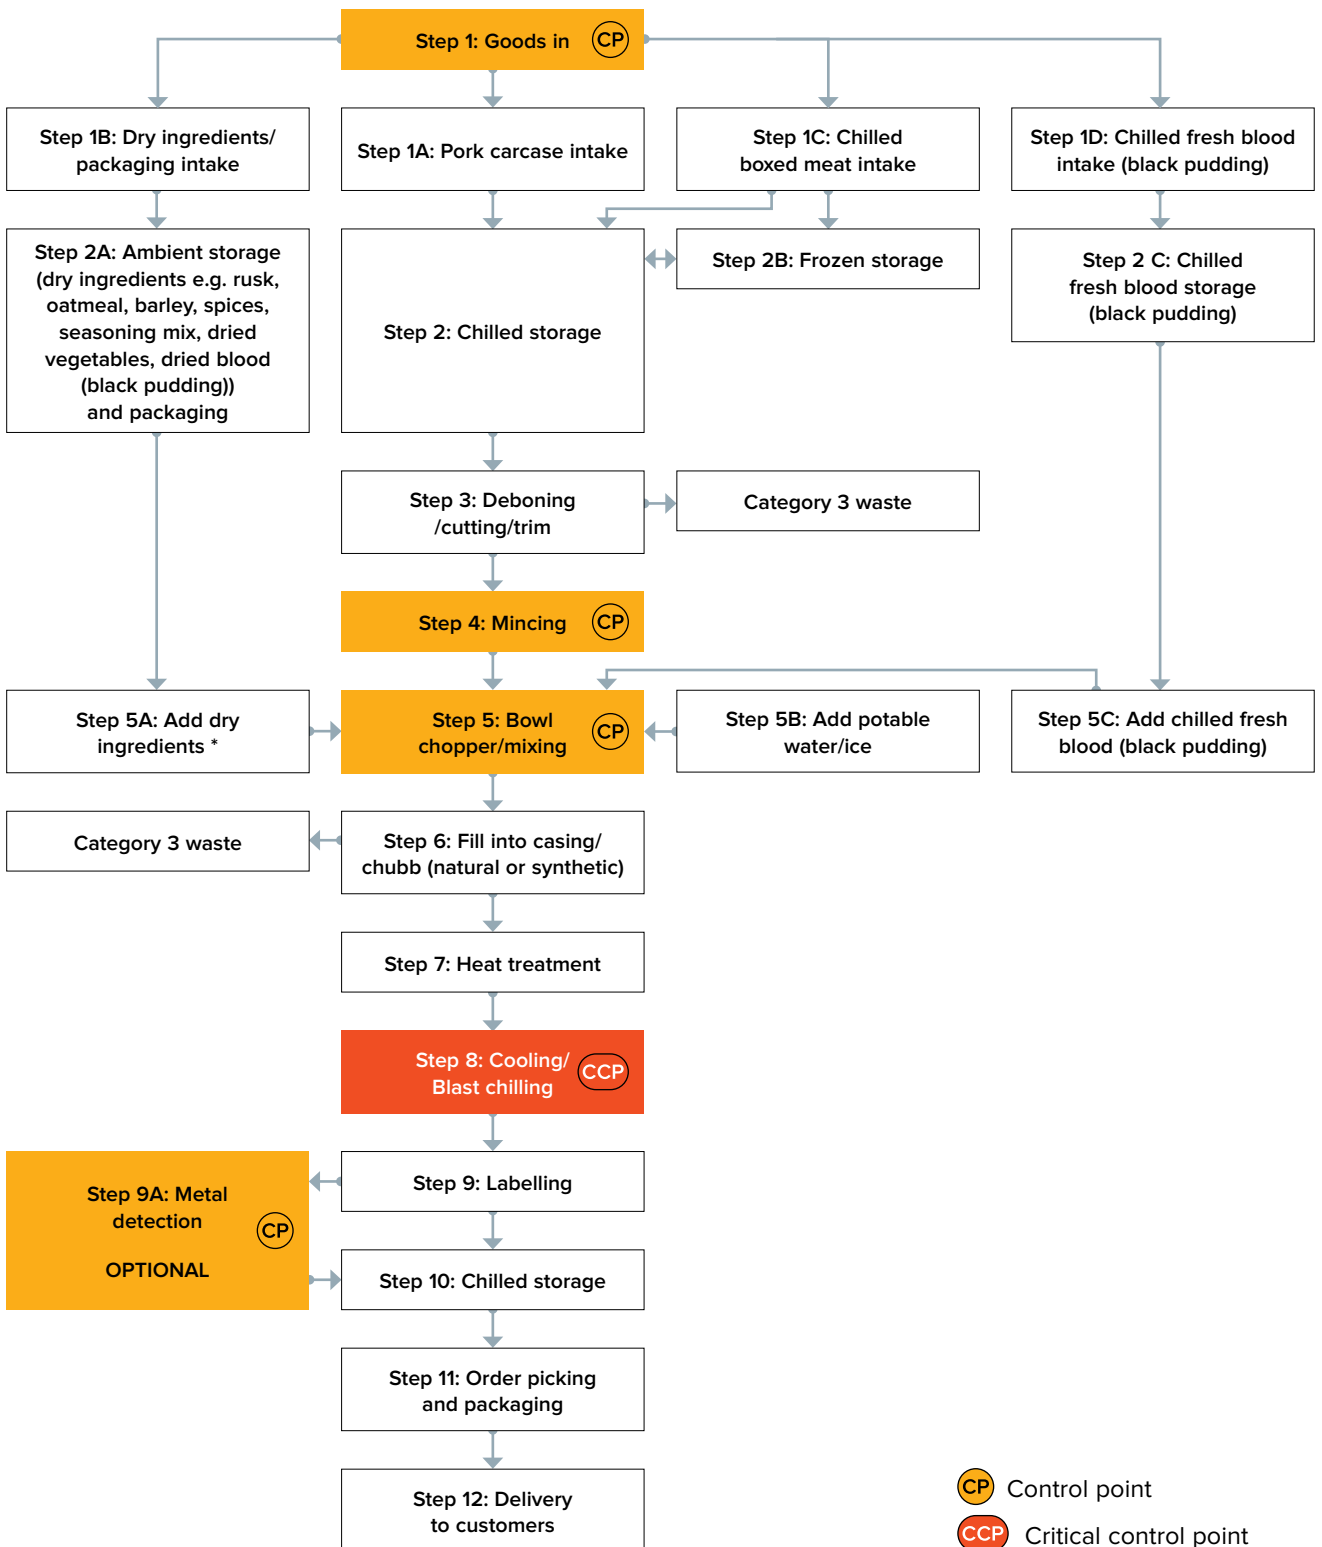 Step 1: Goods in
CP
Step 1B: Dry ingredients/
packaging intake
Step 1A: Pork carcase intake
Step 1C: Chilled
boxed meat intake
Step 1D: Chilled fresh blood
intake (black pudding)
Step 2A: Ambient storage
(dry ingredients e.g. rusk,
oatmeal, barley, spices,
seasoning mix, dried
vegetables, dried blood
(black pudding))
and packaging
Step 2: Chilled storage
Step 2B: Frozen storage
Step 2 C: Chilled
fresh blood storage
(black pudding)
Step 3: Deboning
/cutting/trim
Category 3 waste
Step 4: Mincing
CP
Step 5A: Add dry
ingredients *
Step 5: Bowl
chopper/mixing
CP
Step 5B: Add potable
water/ice
Step 5C: Add chilled fresh
blood (black pudding)
Category 3 waste
Step 6: Fill into casing/
chubb (natural or synthetic)
Step 7: Heat treatment
Step 8: Cooling/
Blast chilling
CCP
Step 9A: Metal
detection
OPTIONAL
CP
Step 9: Labelling
Step 10: Chilled storage
Step 11: Order picking
and packaging
Step 12: Delivery
to customers
CP Control point
CCP Critical control point